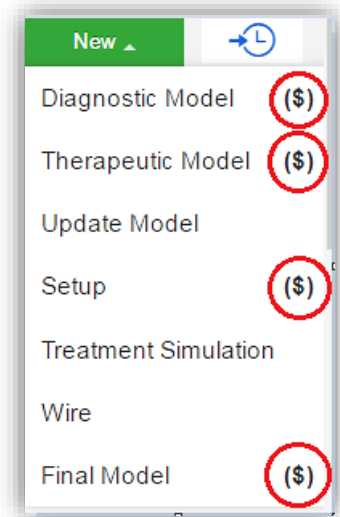 New
Diagnostic Model ($)
Therapeutic Model ($)
Update Model
Setup ($)
Treatment Simulation
Wire
Final Model ($)